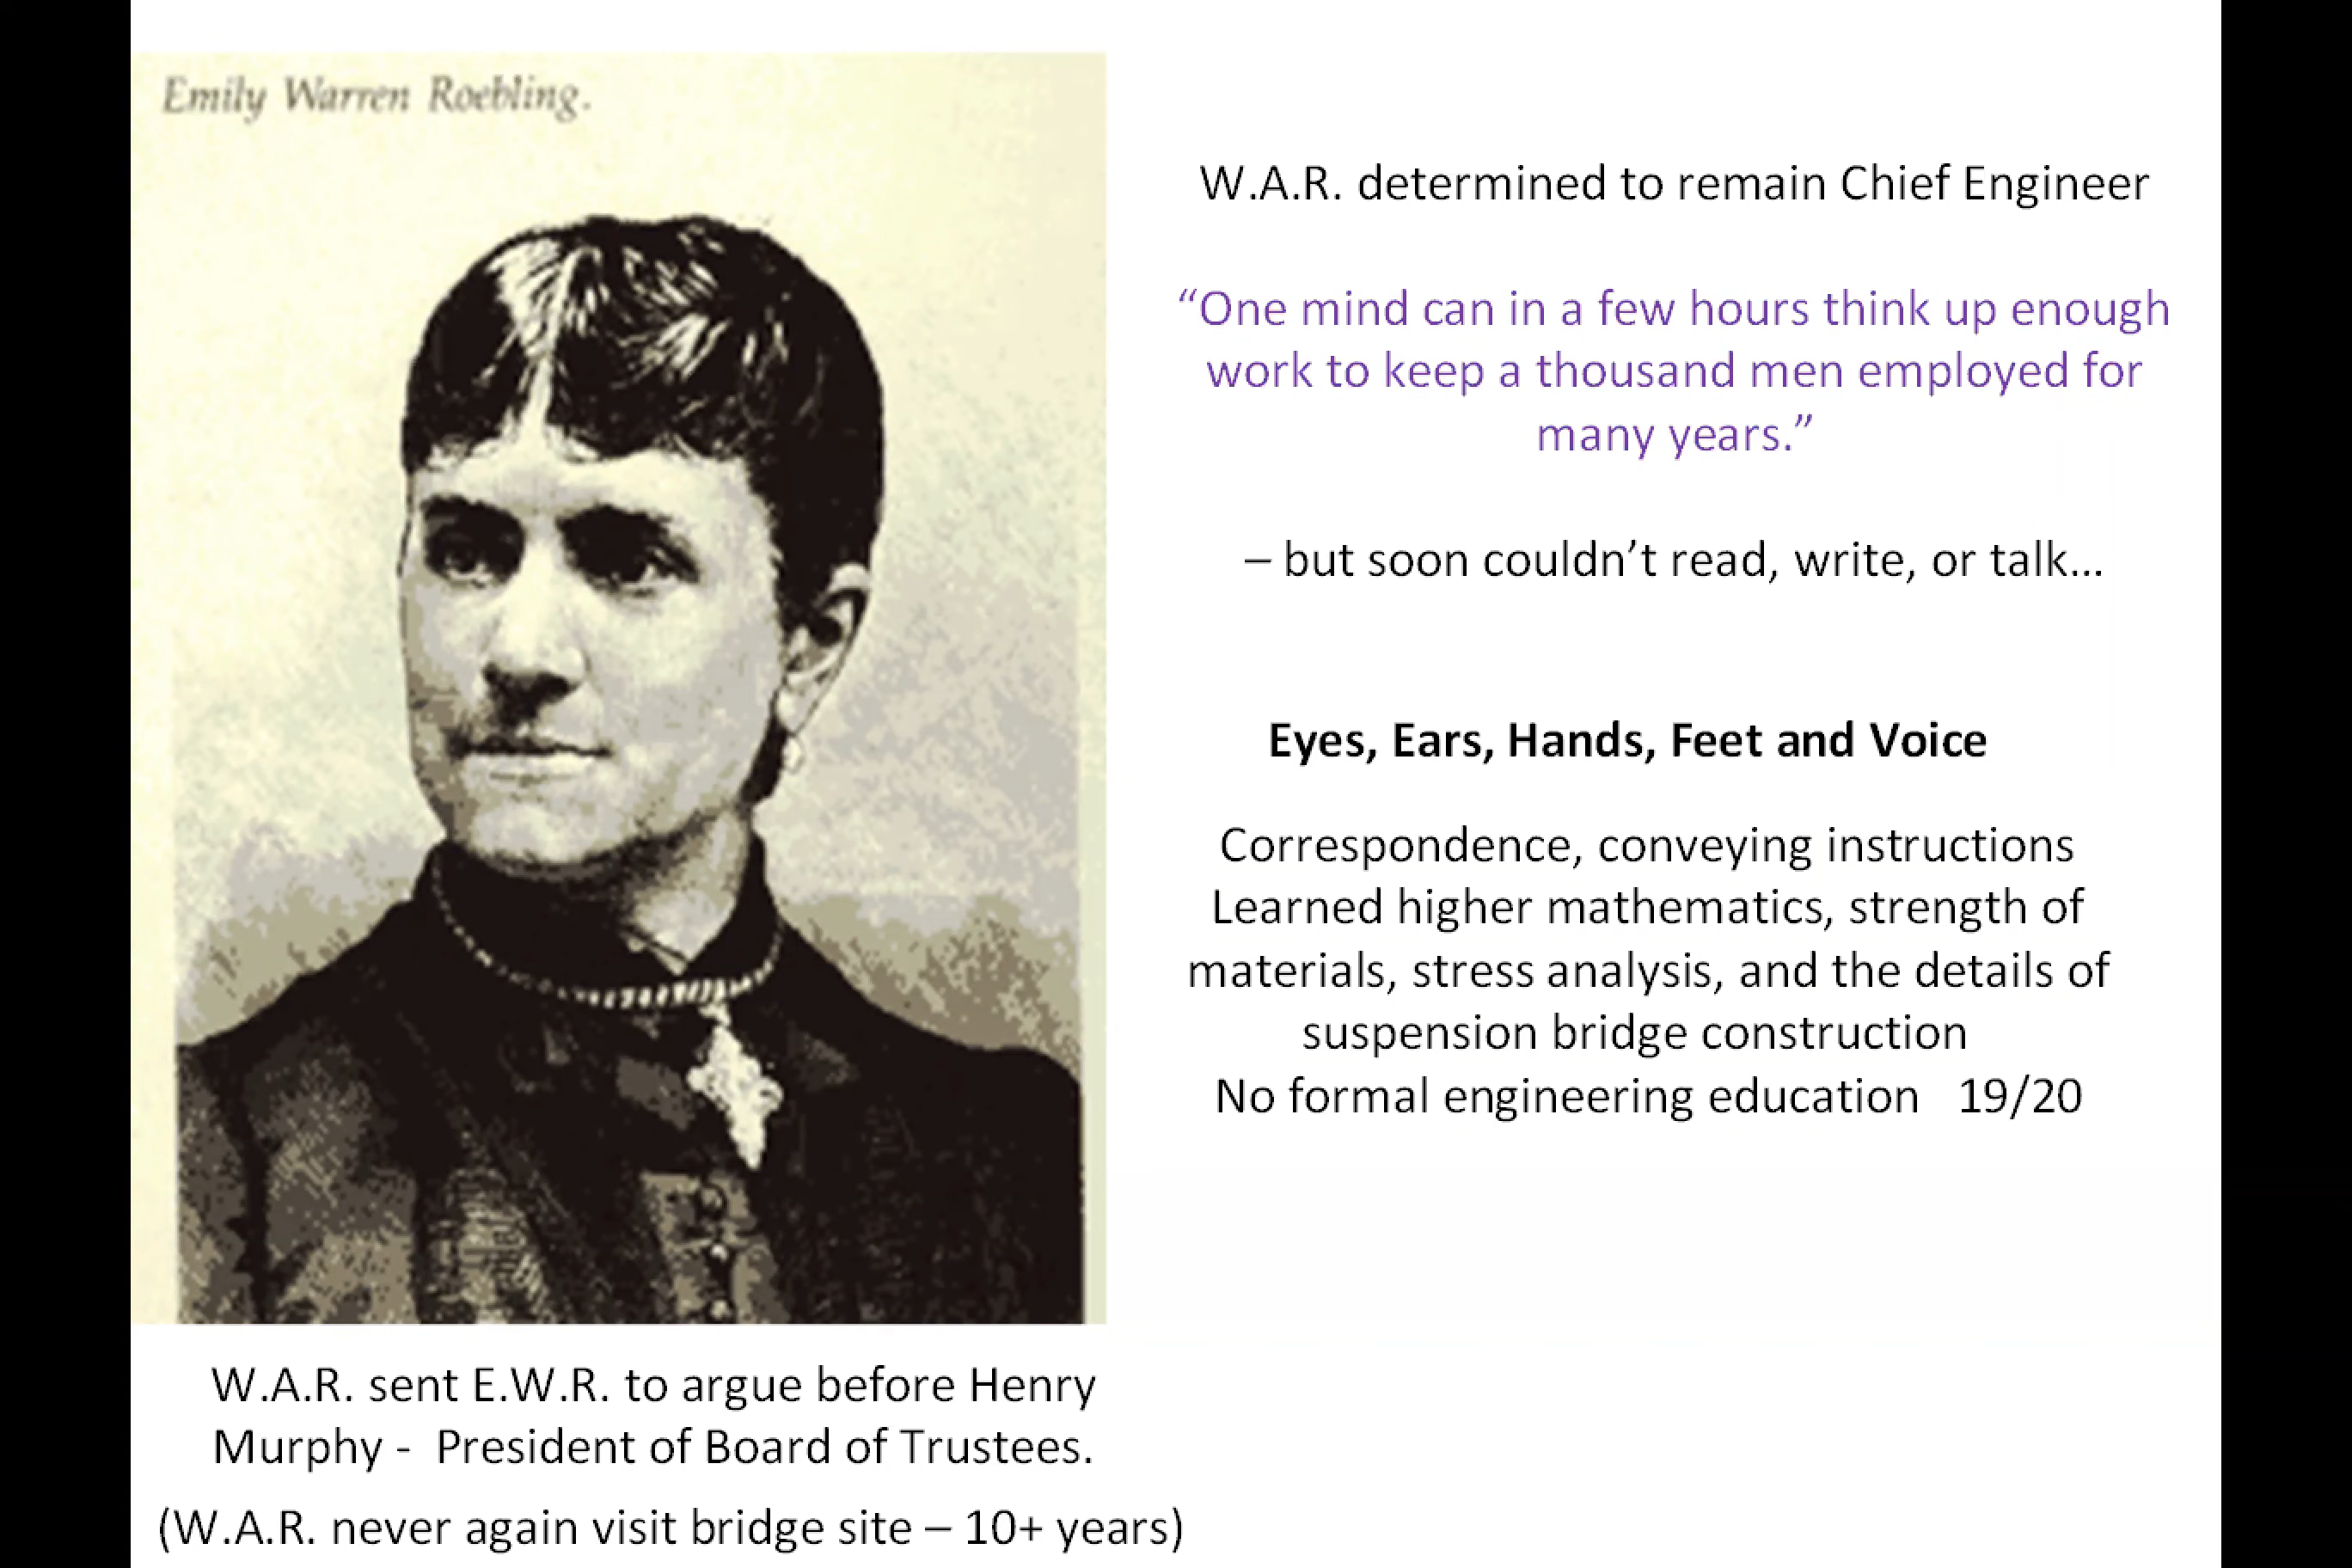 Emily Warren Roebling.
W.A.R. determined to remain Chief Engineer
“One mind can in a few hours think up enough
work to keep a thousand men employed for
many years.”
– but soon couldn’t read, write, or talk…
Eyes, Ears, Hands, Feet and Voice
Correspondence, conveying instructions
Learned higher mathematics, strength of
materials, stress analysis, and the details of
suspension bridge construction
No formal engineering education 19/20
W.A.R. sent E.W.R. to argue before Henry
Murphy - President of Board of Trustees.
(W.A.R. never again visit bridge site – 10+ years)